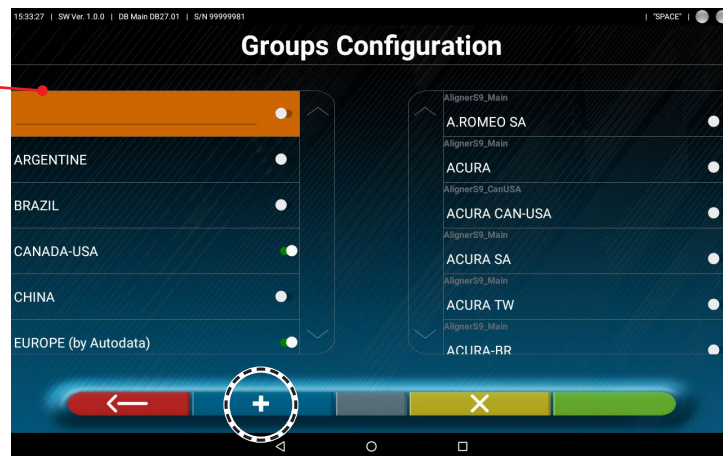 15:33:27 | SW Ver. 1.0.0 | DB Main DB27.01 | S/N 99999981 | "SPACE" |
Groups Configuration
ARGENTINE
BRAZIL
CANADA-USA
CHINA
EUROPE (by Autodata)
AlignerS9_Main
A.ROMEO SA
AlignerS9_Main
ACURA
AlignerS9_CanUSA
ACURA CAN-USA
AlignerS9_Main
ACURA SA
AlignerS9_Main
ACURA TW
AlignerS9_Main
ACURA-BR